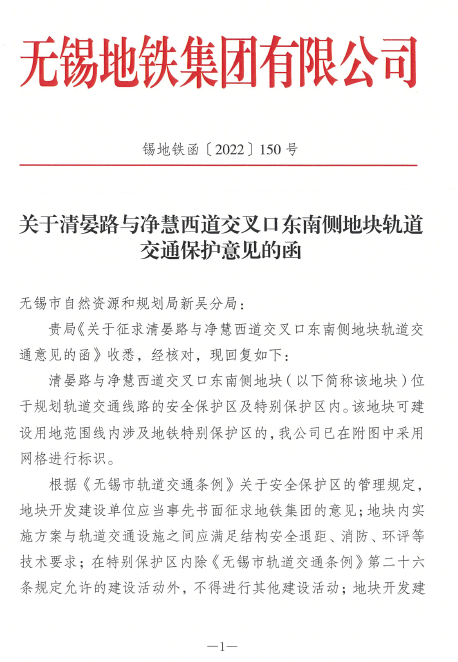 无锡地铁集团有限公司
锡地铁函〔2022〕150号
关于清晏路与净慧西道交叉口东南侧地块轨道
交通保护意见的函
无锡市自然资源和规划局新吴分局：
贵局《关于征求清晏路与净慧西道交叉口东南侧地块轨道交
通意见的函》收悉，经核对，现回复如下：
清晏路与净慧西道交叉口东南侧地块（以下简称该地块）位
于规划轨道交通线路的安全保护区及特别保护区内。该地块可建
设用地范围线内涉及地铁特别保护区的，我公司已在附图中采用
网格进行标识。
根据《无锡市轨道交通条例》关于安全保护区的管理规定，
地块开发建设单位应当事先书面征求地铁集团的意见；地块内实
施方案与轨道交通设施之间应满足结构安全退距、消防、环评等
技术要求；在特别保护区内除《无锡市轨道交通条例》第二十六
条规定允许的建设活动外，不得进行其他建设活动；地块开发建
—1—